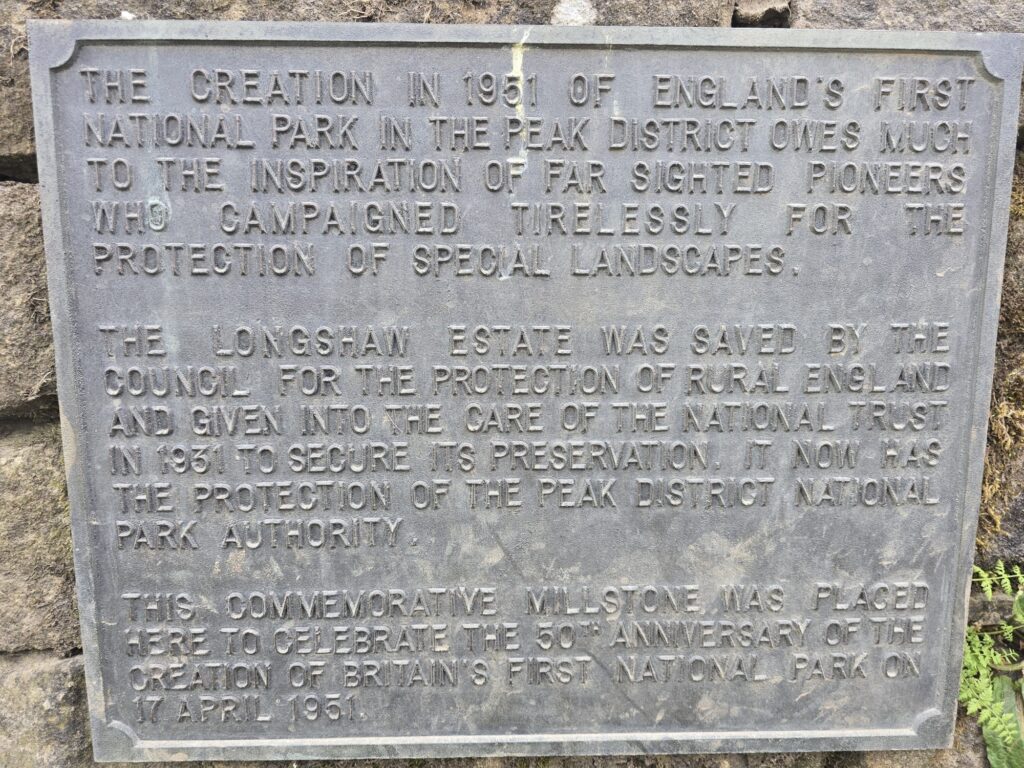 THE CREATION IN 1951 OF ENGLAND'S FIRST
NATIONAL PARK IN THE PEAK DISTRICT OWES MUCH
TO THE INSPIRATION OF FAR SIGHTED PIONEERS
WHO CAMPAIGNED TIRELESSLY FOR THE
PROTECTION OF SPECIAL LANDSCAPES.
THE LONGSHAW ESTATE WAS SAVED BY THE
COUNCIL FOR THE PROTECTION OF RURAL ENGLAND
AND GIVEN INTO THE CARE OF THE NATIONAL TRUST
IN 1931 TO SECURE ITS PRESERVATION. IT NOW HAS
THE PROTECTION OF THE PEAK DISTRICT NATIONAL
PARK AUTHORITY.
THIS COMMEMORATIVE MILLSTONE WAS PLACED
HERE TO CELEBRATE THE 50TH ANNIVERSARY OF THE
CREATION OF BRITAIN'S FIRST NATIONAL PARK ON
17 APRIL 1951.